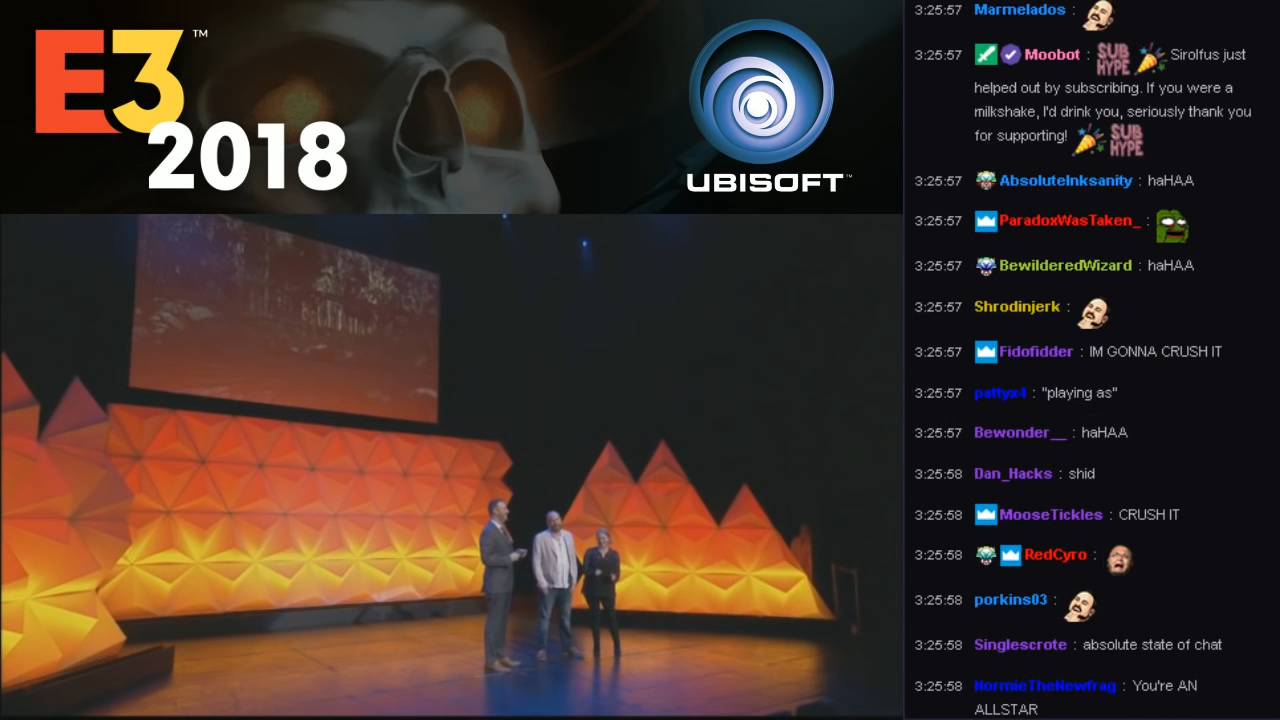 E3™
2018
UBISOFT™
3:25:57 Marmelados :
3:25:57 Moobot : SUB HYPE Sirolfus just
helped out by subscribing. If you were a
milkshake, I'd drink you, seriously thank you
for supporting! SUB HYPE
3:25:57 AbsoluteInksanity : haHAA
3:25:57 ParadoxWasTaken_ :
3:25:57 BewilderedWizard : haHAA
3:25:57 Shrodinjerk :
3:25:57 Fidofidder : IM GONNA CRUSH IT
3:25:57 pattyx4 : "playing as"
3:25:57 Bewonder__ : haHAA
3:25:58 Dan_Hacks : shid
3:25:58 MooseTickles : CRUSH IT
3:25:58 RedCyro :
3:25:58 porkins03 :
3:25:58 Singlescrote : absolute state of chat
3:25:58 NormieTheNewfrag : You're AN
ALLSTAR